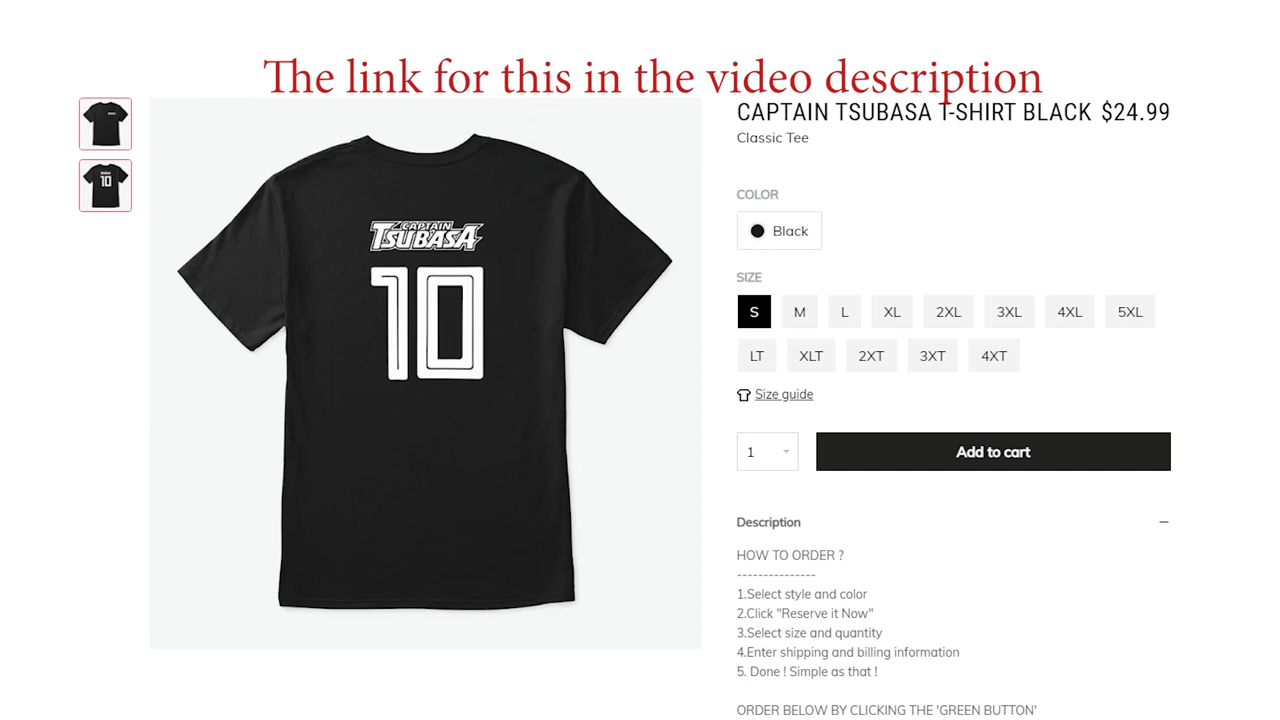 The link for this in the video description
CAPTAIN TSUBASA T-SHIRT BLACK $24.99
Classic Tee
CAPTAIN
TSUBASA
10
COLOR
Black
SIZE
S M L XL 2XL 3XL 4XL 5XL
LT XLT 2XT 3XT 4XT
Size guide
1 Add to cart
Description
HOW TO ORDER ?
---------------
1.Select style and color
2.Click "Reserve it Now"
3.Select size and quantity
4.Enter shipping and billing information
5. Done ! Simple as that !
ORDER BELOW BY CLICKING THE 'GREEN BUTTON'